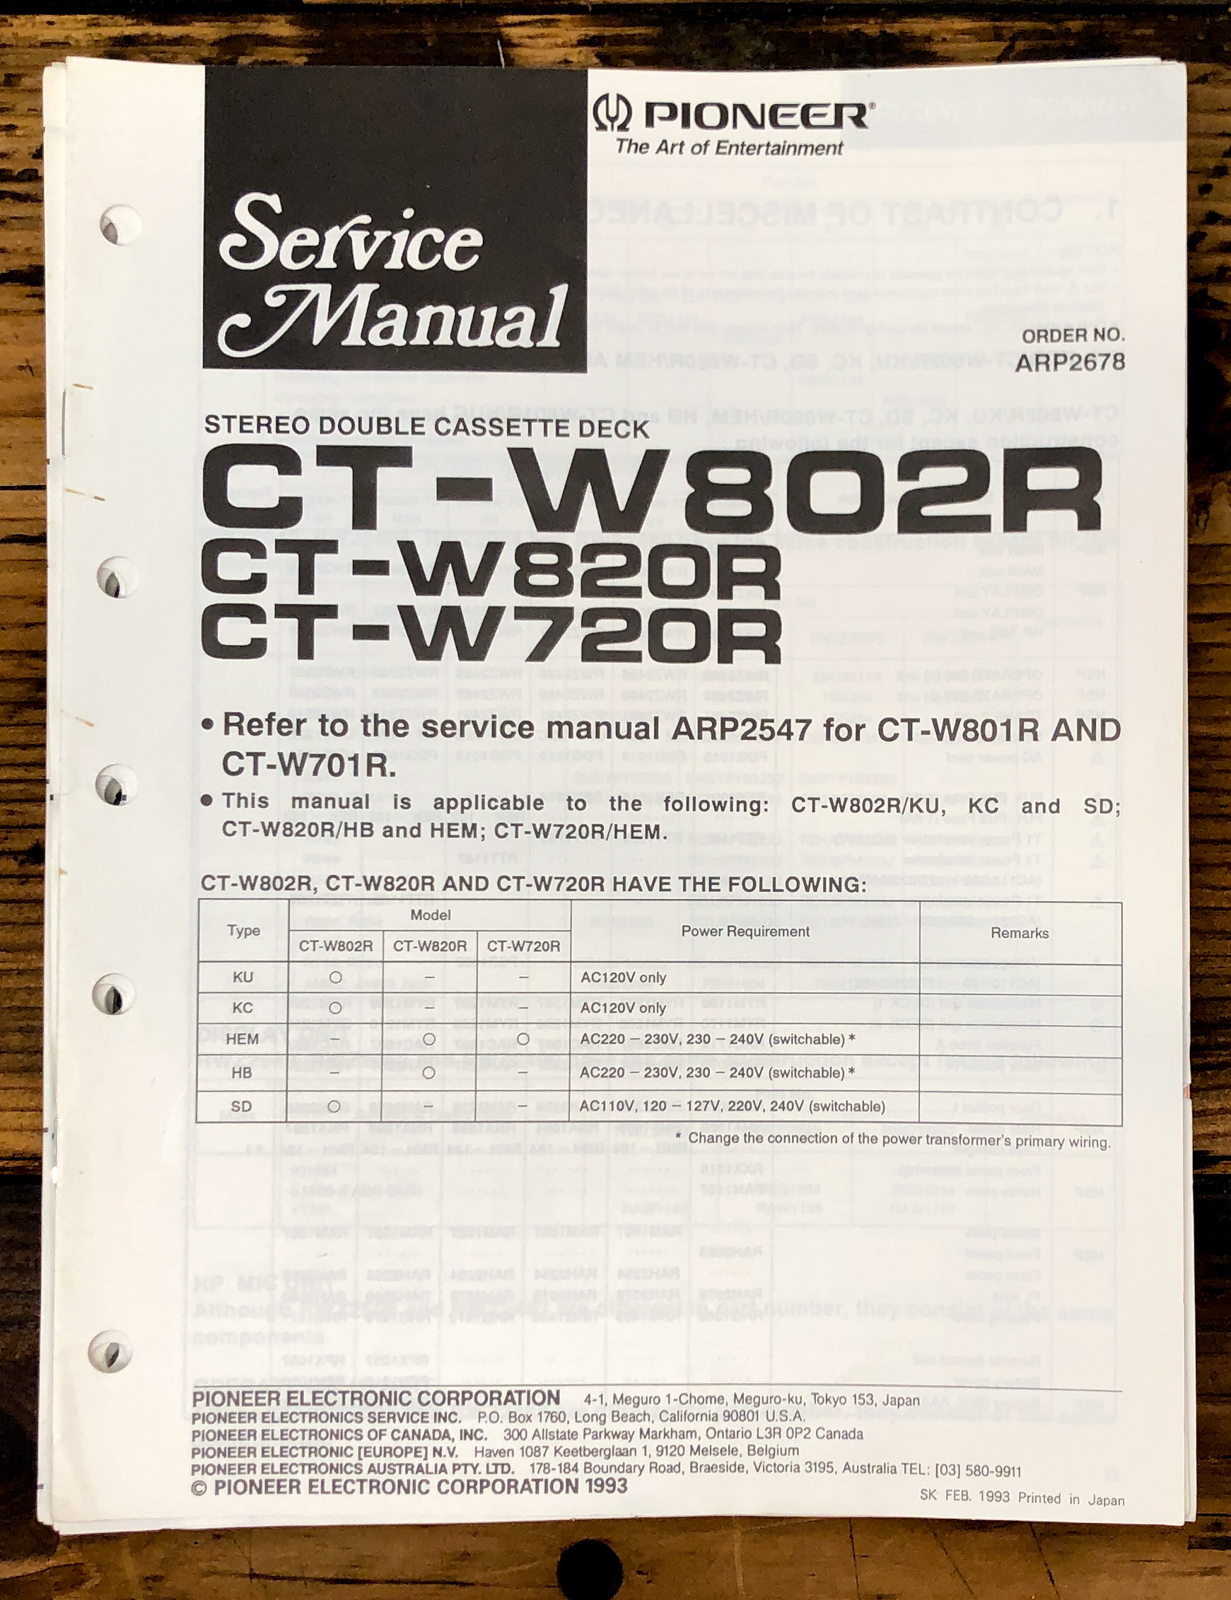 PIONEER®
The Art of Entertainment
Service
Manual
ORDER NO.
ARP2678
STEREO DOUBLE CASSETTE DECK
CT-W802R
CT-W820R
CT-W720R
• Refer to the service manual ARP2547 for CT-W801R AND
CT-W701R.
• This manual is applicable to the following: CT-W802R/KU, KC and SD;
CT-W820R/HB and HEM; CT-W720R/HEM.
CT-W802R, CT-W820R AND CT-W720R HAVE THE FOLLOWING:
Type Model Power Requirement Remarks
CT-W802R CT-W820R CT-W720R
KU ○ – – AC120V only
KC ○ – – AC120V only
HEM – ○ ○ AC220 – 230V, 230 – 240V (switchable) *
HB – ○ – AC220 – 230V, 230 – 240V (switchable) *
SD ○ – – AC110V, 120 – 127V, 220V, 240V (switchable)
* Change the connection of the power transformer's primary wiring.
PIONEER ELECTRONIC CORPORATION 4-1, Meguro 1-Chome, Meguro-ku, Tokyo 153, Japan
PIONEER ELECTRONICS SERVICE INC. P.O. Box 1760, Long Beach, California 90801 U.S.A.
PIONEER ELECTRONICS OF CANADA, INC. 300 Allstate Parkway Markham, Ontario L3R 0P2 Canada
PIONEER ELECTRONIC [EUROPE] N.V. Haven 1087 Keetberglaan 1, 9120 Melsele, Belgium
PIONEER ELECTRONICS AUSTRALIA PTY. LTD. 178-184 Boundary Road, Braeside, Victoria 3195, Australia TEL: [03] 580-9911
© PIONEER ELECTRONIC CORPORATION 1993
SK FEB. 1993 Printed in Japan